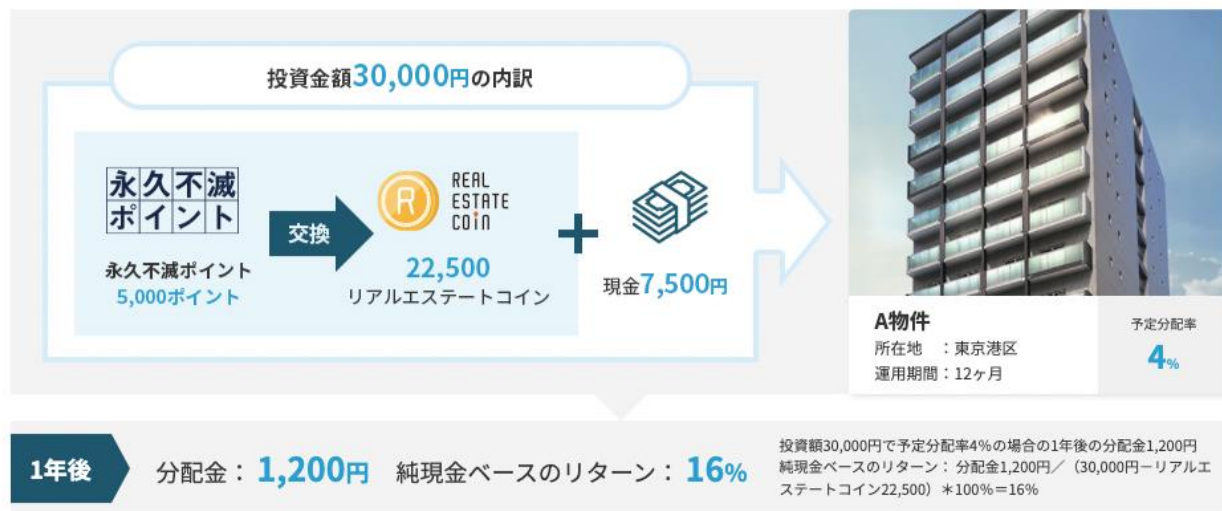 投資金額30,000円の内訳
永久不滅
ポイント
交換
REAL
ESTATE
COIN
永久不滅ポイント
5,000ポイント
22,500
リアルエステートコイン
+
現金7,500円
A物件
所在地 ：東京港区
運用期間：12ヶ月
予定分配率
4%
1年後
分配金： 1,200円 純現金ベースのリターン： 16%
投資額30,000円で予定分配率4%の場合の1年後の分配金1,200円
純現金ベースのリターン： 分配金1,200円／（30,000円ーリアルエ
ステートコイン22,500）＊100%＝16%